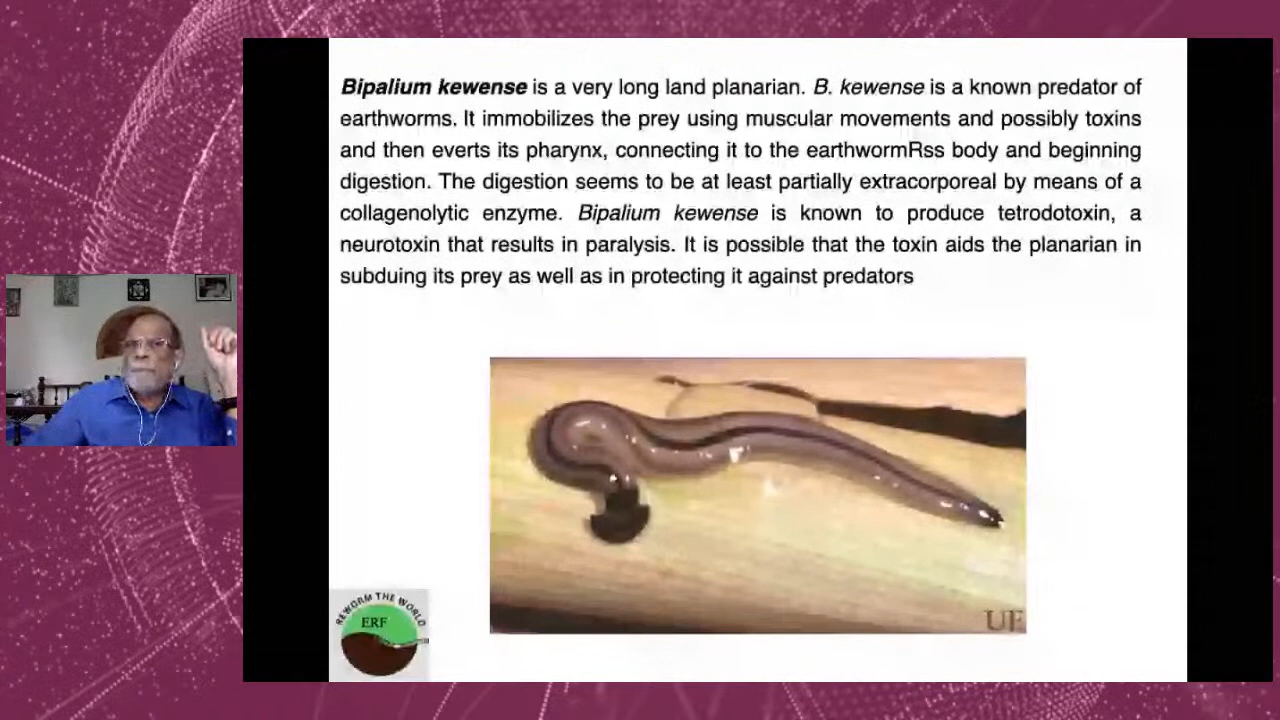 Bipalium kewense is a very long land planarian. B. kewense is a known predator of
earthworms. It immobilizes the prey using muscular movements and possibly toxins
and then everts its pharynx, connecting it to the earthwormRss body and beginning
digestion. The digestion seems to be at least partially extracorporeal by means of a
collagenolytic enzyme. Bipalium kewense is known to produce tetrodotoxin, a
neurotoxin that results in paralysis. It is possible that the toxin aids the planarian in
subduing its prey as well as in protecting it against predators
UF
REWORM THE WORLD
ERF